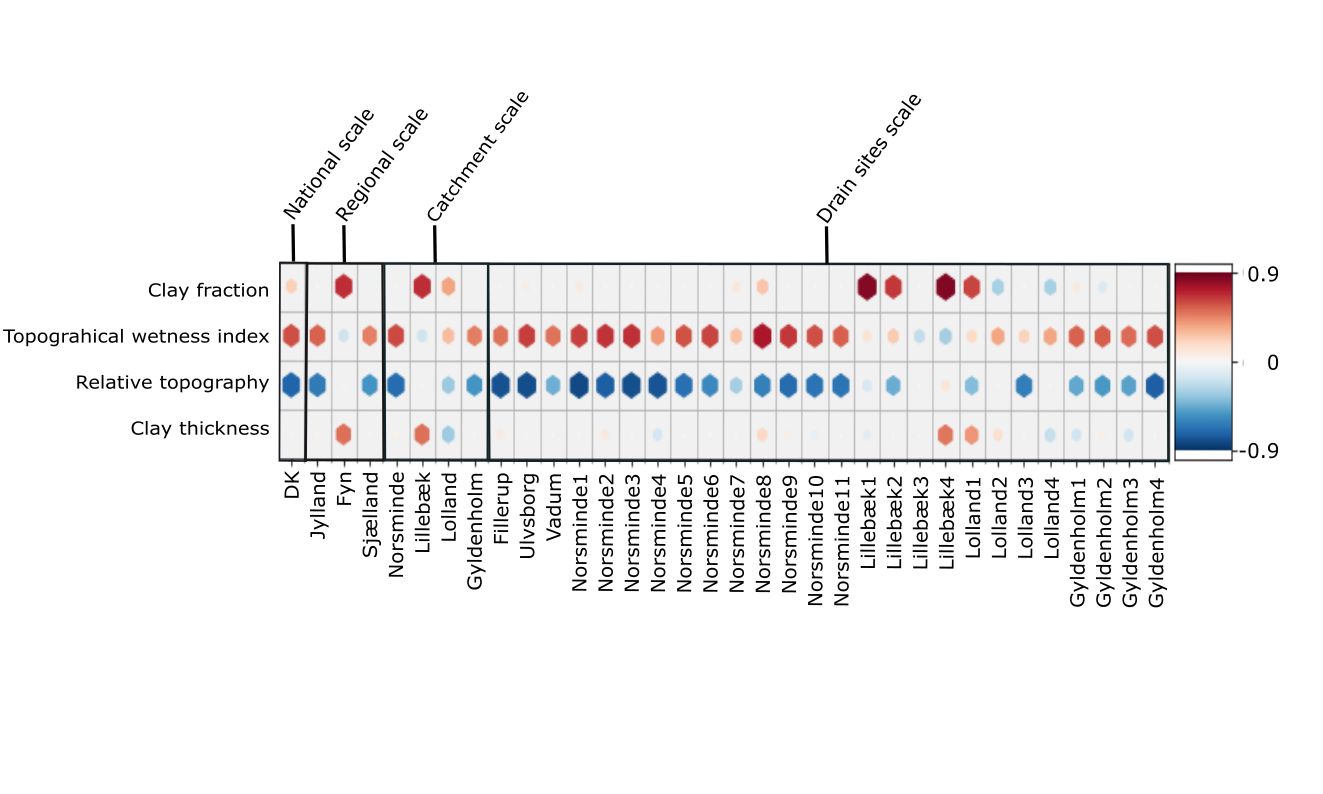 National scale
Regional scale
Catchment scale
Drain sites scale
Clay fraction
Topograhical wetness index
Relative topography
Clay thickness
0.9
0
-0.9
DK
Jylland
Fyn
Sjælland
Norsminde
Lillebæk
Lolland
Gyldenholm
Fillerup
Ulvsborg
Vadum
Norsminde1
Norsminde2
Norsminde3
Norsminde4
Norsminde5
Norsminde6
Norsminde7
Norsminde8
Norsminde9
Norsminde10
Norsminde11
Lillebæk1
Lillebæk2
Lillebæk3
Lillebæk4
Lolland1
Lolland2
Lolland3
Lolland4
Gyldenholm1
Gyldenholm2
Gyldenholm3
Gyldenholm4